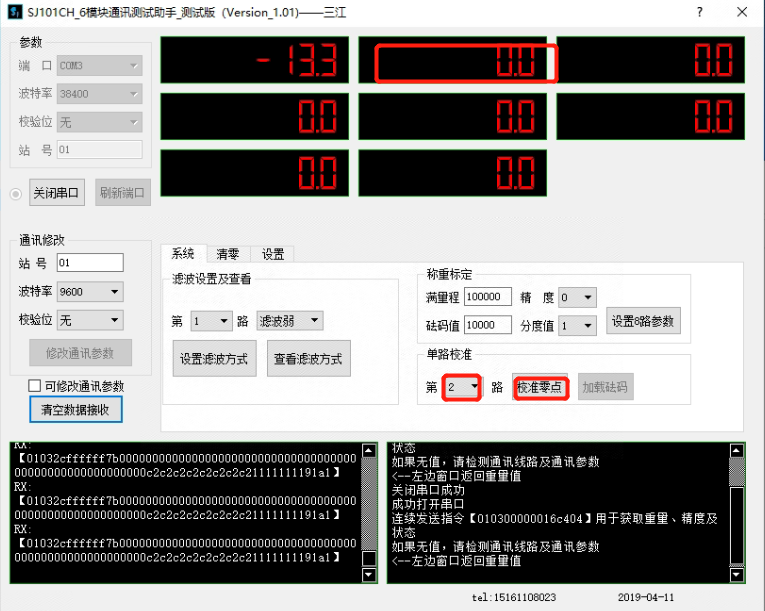 SJ101CH_6模块通讯测试助手_测试版 (Version_1.01)——三江
? ×
参数
端 口 COM3
波特率 38400
校验位 无
站 号 01
关闭串口 刷新端口
-13.3 0.0 0.0
0.0 0.0 0.0
0.0 0.0
通讯修改
站 号 01
波特率 9600
校验位 无
修改通讯参数
可修改通讯参数
清空数据接收
系统 清零 设置
滤波设置及查看
第 1 路 滤波弱
设置滤波方式 查看滤波方式
称重标定
满量程 100000 精 度 0
砝码值 10000 分度值 1
设置8路参数
单路校准
第 2 路 校准零点 加载砝码
RX:
【01032cffffff7b0000000000000000000000000000000000
0000000000000000000000c2c2c2c2c2c2c2c21111111191a1】
RX:
【01032cffffff7b0000000000000000000000000000000000
0000000000000000000000c2c2c2c2c2c2c2c21111111191a1】
RX:
【01032cffffff7b0000000000000000000000000000000000
0000000000000000000000c2c2c2c2c2c2c2c21111111191a1】
状态
如果无值，请检测通讯线路及通讯参数
<--左边窗口返回重量值
关闭串口成功
成功打开串口
连续发送指令【010300000016c404】用于获取重量、精度及
状态
如果无值，请检测通讯线路及通讯参数
<--左边窗口返回重量值
tel:15161108023 2019-04-11